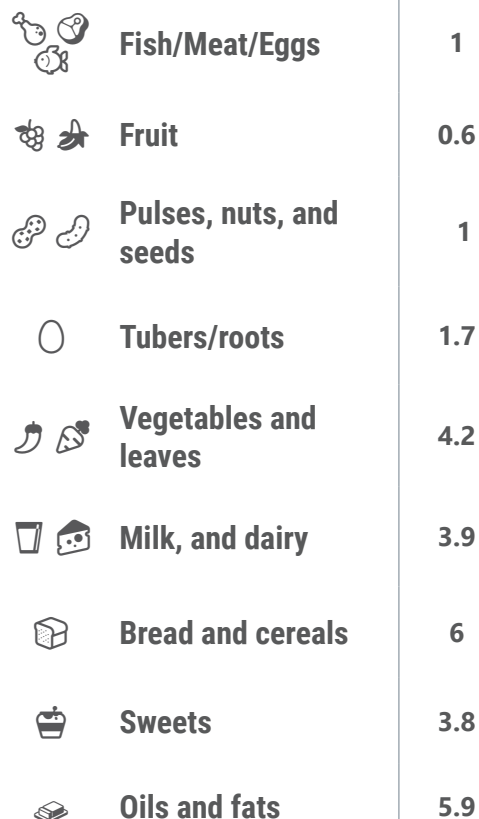 Fish/Meat/Eggs 1
Fruit 0.6
Pulses, nuts, and
seeds 1
Tubers/roots 1.7
Vegetables and
leaves 4.2
Milk, and dairy 3.9
Bread and cereals 6
Sweets 3.8
Oils and fats 5.9